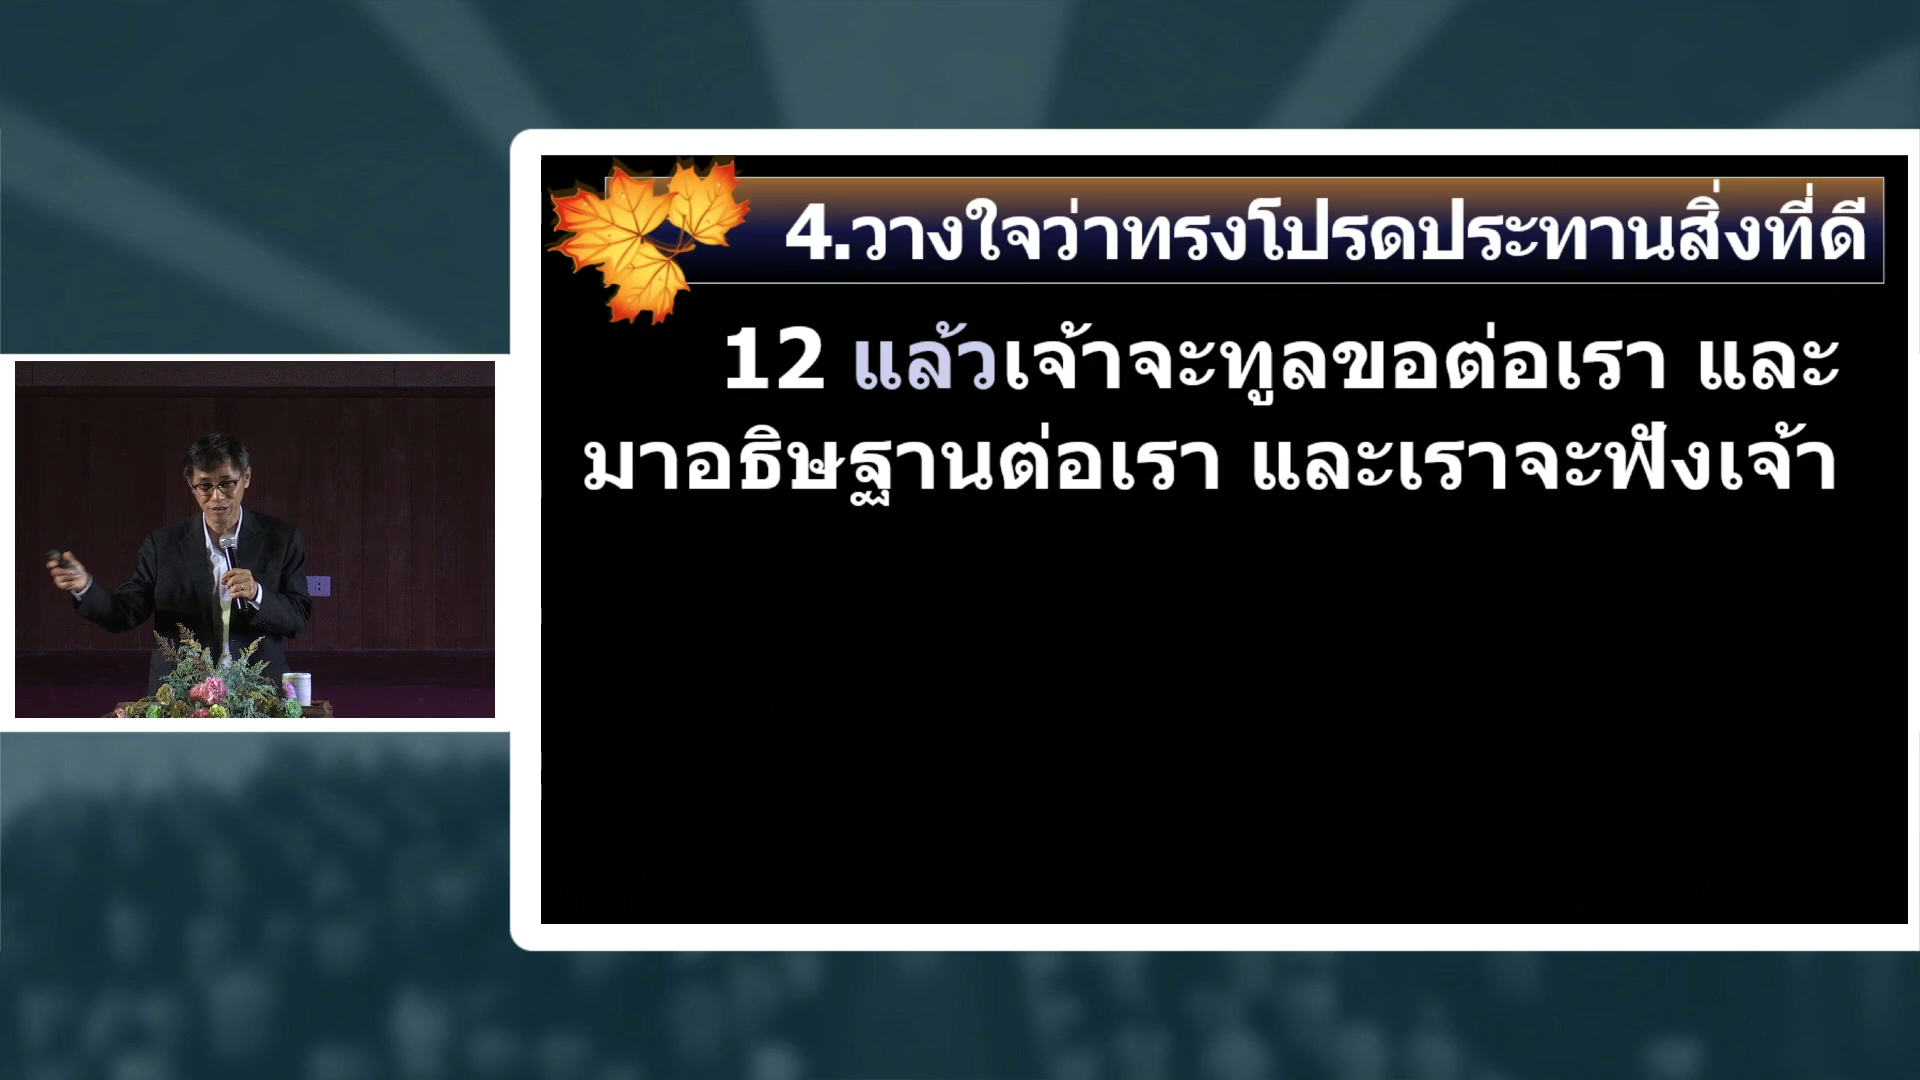 4.วางใจว่าทรงโปรดประทานสิ่งที่ดี
12 แล้วเจ้าจะทูลขอต่อเรา และ
มาอธิษฐานต่อเรา และเราจะฟังเจ้า